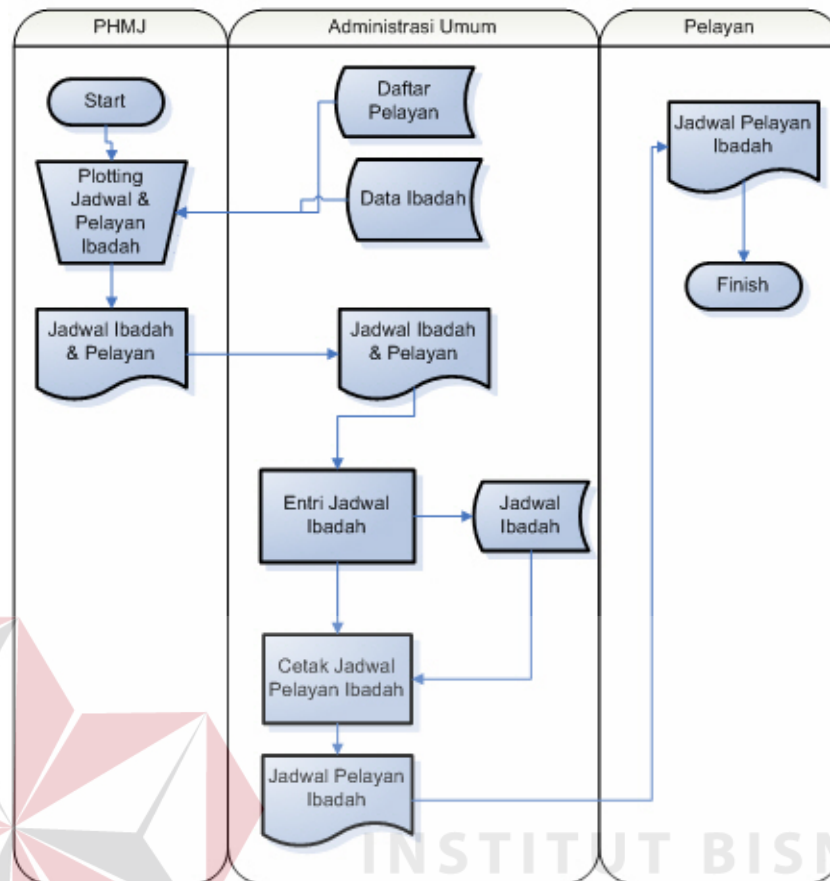 PHMJ
Administrasi Umum
Pelayan
Start
Daftar
Pelayan
Jadwal Pelayan
Ibadah
Plotting
Jadwal &
Pelayan
Ibadah
Data Ibadah
Finish
Jadwal Ibadah
& Pelayan
Jadwal Ibadah
& Pelayan
Entri Jadwal
Ibadah
Jadwal
Ibadah
Cetak Jadwal
Pelayan Ibadah
Jadwal Pelayan
Ibadah
INSTITUT BISN